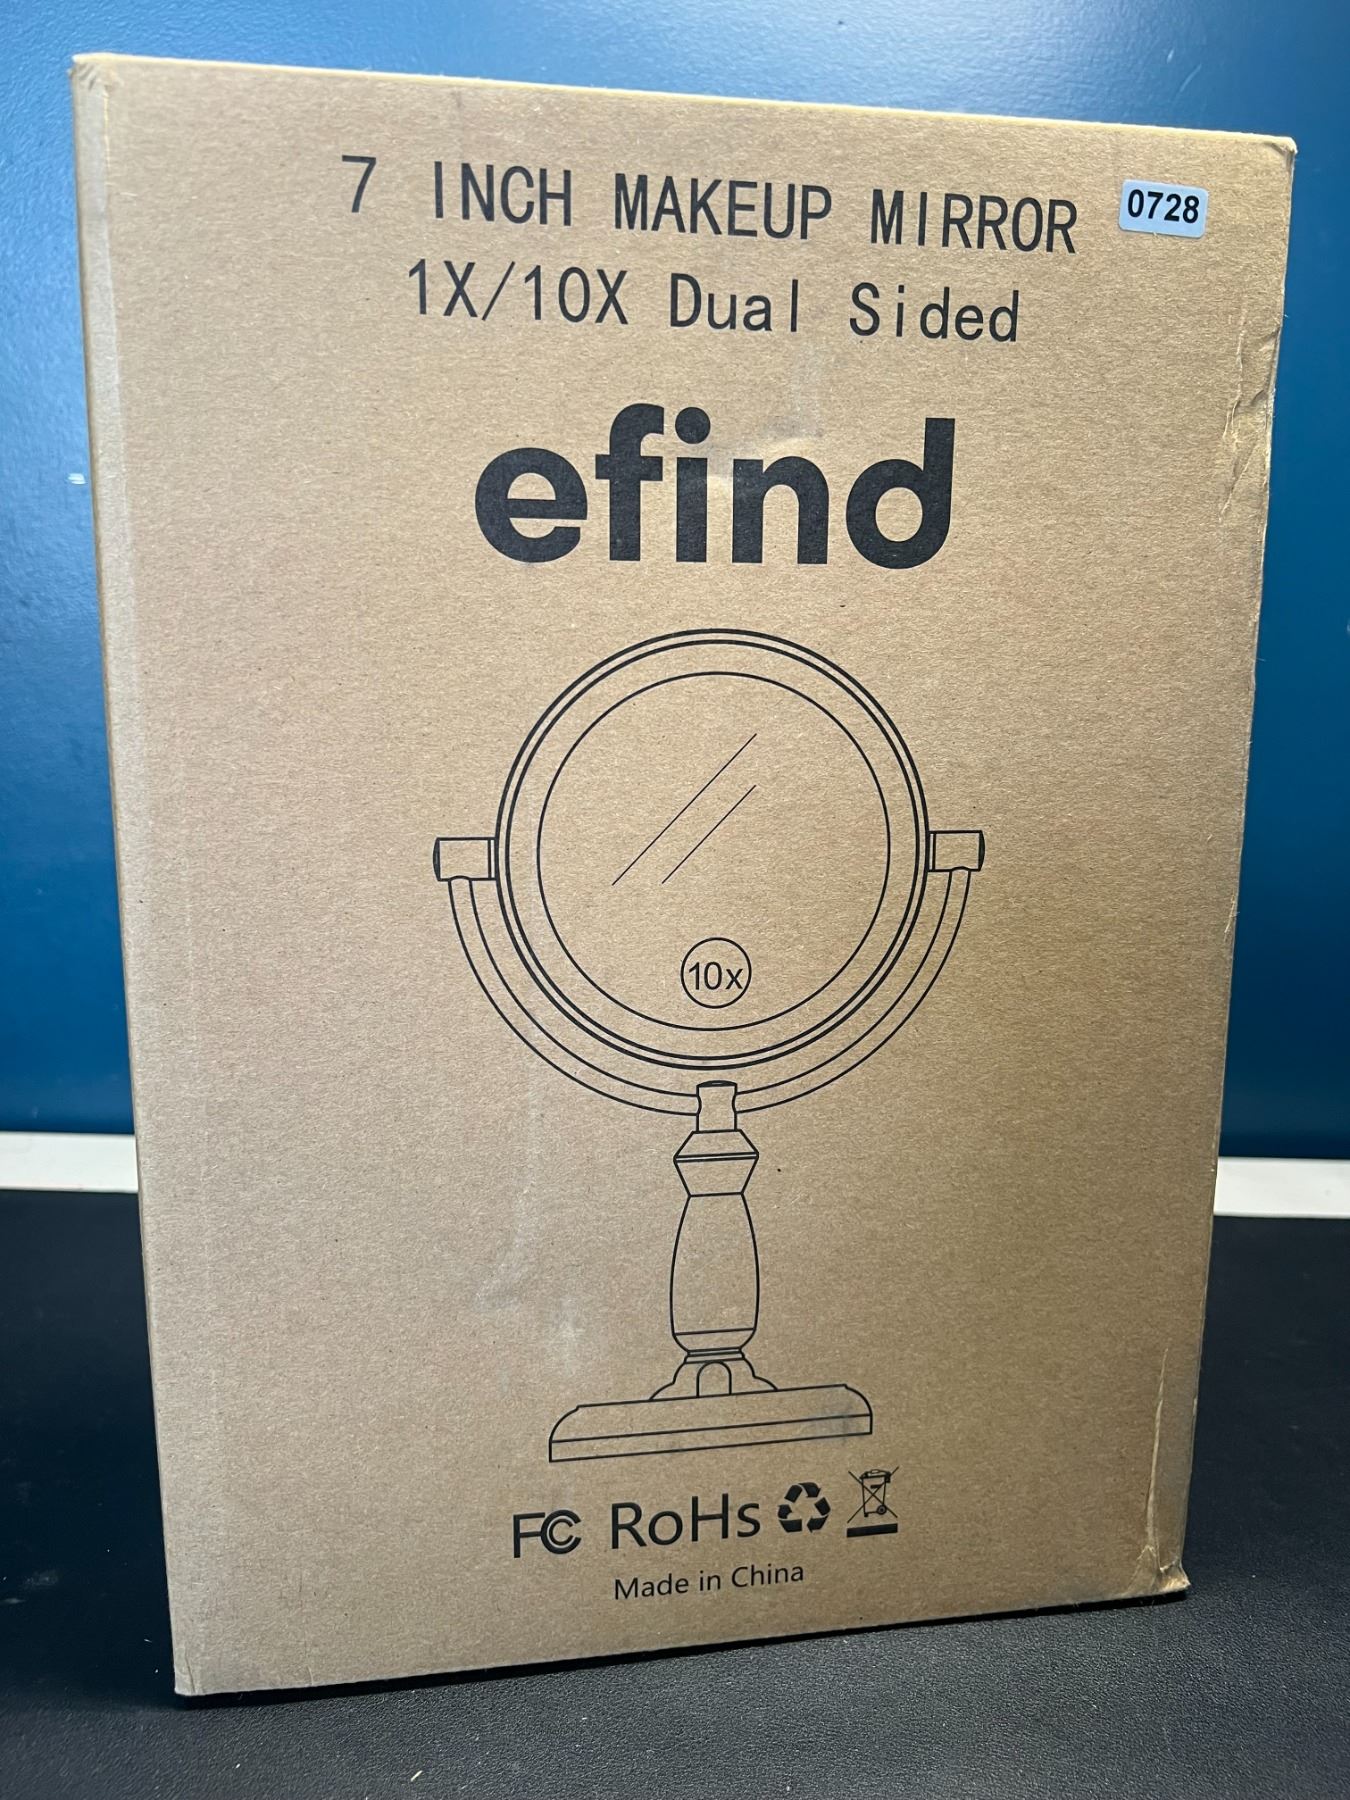 7 INCH MAKEUP MIRROR
0728
1X/10X Dual Sided
efind
10x
FC RoHs
Made in China